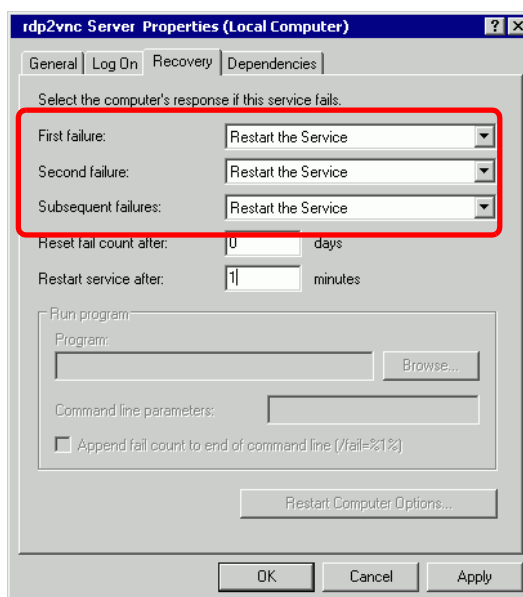 rdp2vnc Server Properties (Local Computer)
General Log On Recovery Dependencies
Select the computer's response if this service fails.
First failure: Restart the Service
Second failure: Restart the Service
Subsequent failures: Restart the Service
Reset fail count after: 0 days
Restart service after: 1 minutes
Run program
Program:
Browse...
Command line parameters:
Append fail count to end of command line (/fail=%1%)
Restart Computer Options...
OK Cancel Apply